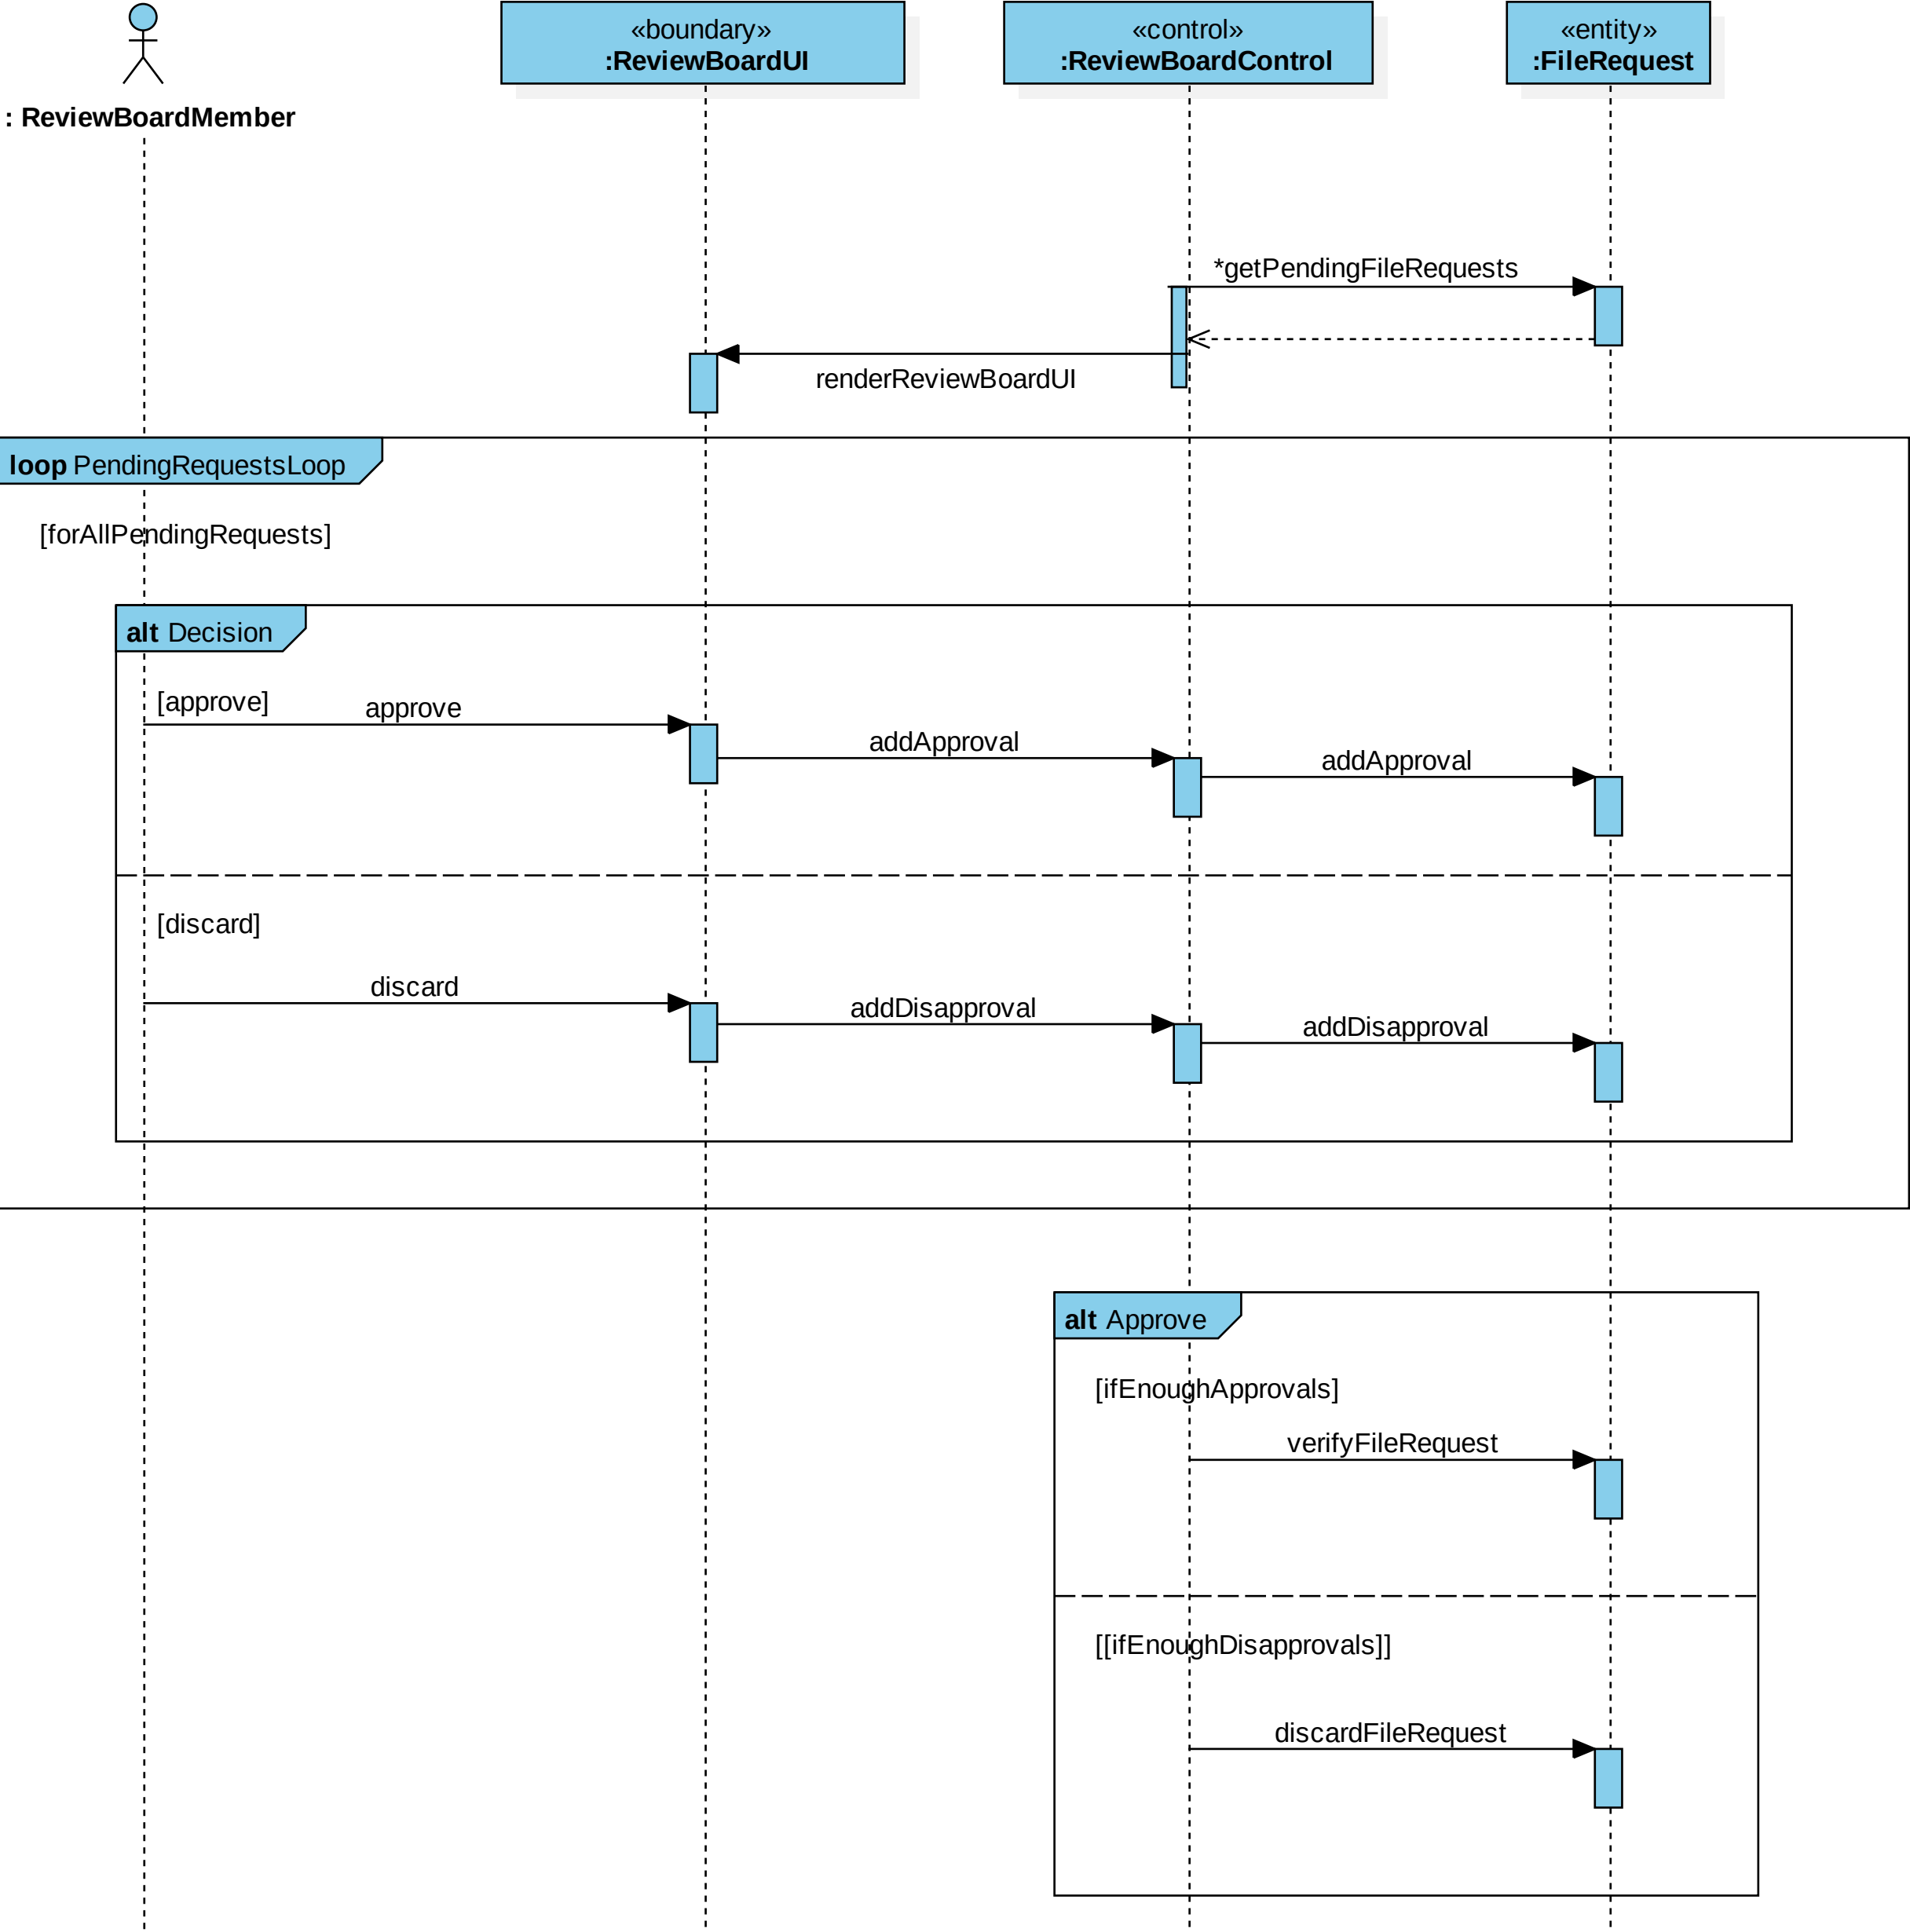 «boundary»
:ReviewBoardUI
«control»
:ReviewBoardControl
«entity»
:FileRequest
: ReviewBoardMember
*getPendingFileRequests
renderReviewBoardUI
loop PendingRequestsLoop
[forAllPendingRequests]
alt Decision
[approve]
approve
addApproval
addApproval
[discard]
discard
addDisapproval
addDisapproval
alt Approve
[ifEnoughApprovals]
verifyFileRequest
[[ifEnoughDisapprovals]]
discardFileRequest